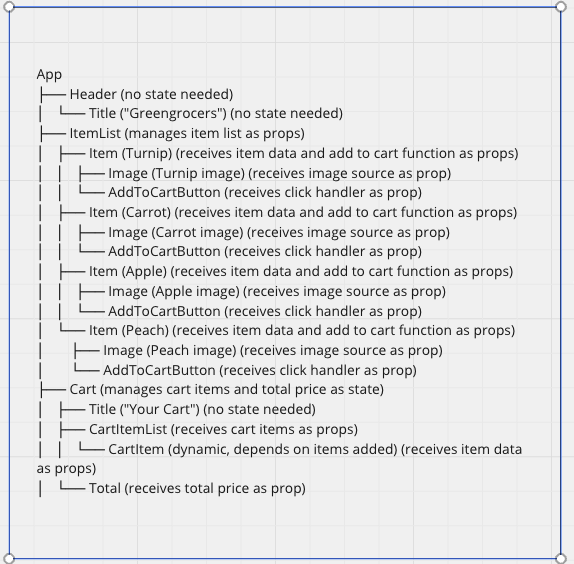 App
├── Header (no state needed)
│   └── Title ("Greengrocers") (no state needed)
├── ItemList (manages item list as props)
│   ├── Item (Turnip) (receives item data and add to cart function as props)
│   │   ├── Image (Turnip image) (receives image source as prop)
│   │   └── AddToCartButton (receives click handler as prop)
│   ├── Item (Carrot) (receives item data and add to cart function as props)
│   │   ├── Image (Carrot image) (receives image source as prop)
│   │   └── AddToCartButton (receives click handler as prop)
│   ├── Item (Apple) (receives item data and add to cart function as props)
│   │   ├── Image (Apple image) (receives image source as prop)
│   │   └── AddToCartButton (receives click handler as prop)
│   └── Item (Peach) (receives item data and add to cart function as props)
│       ├── Image (Peach image) (receives image source as prop)
│       └── AddToCartButton (receives click handler as prop)
├── Cart (manages cart items and total price as state)
│   ├── Title ("Your Cart") (no state needed)
│   ├── CartItemList (receives cart items as props)
│   │   └── CartItem (dynamic, depends on items added) (receives item data
as props)
│   └── Total (receives total price as prop)